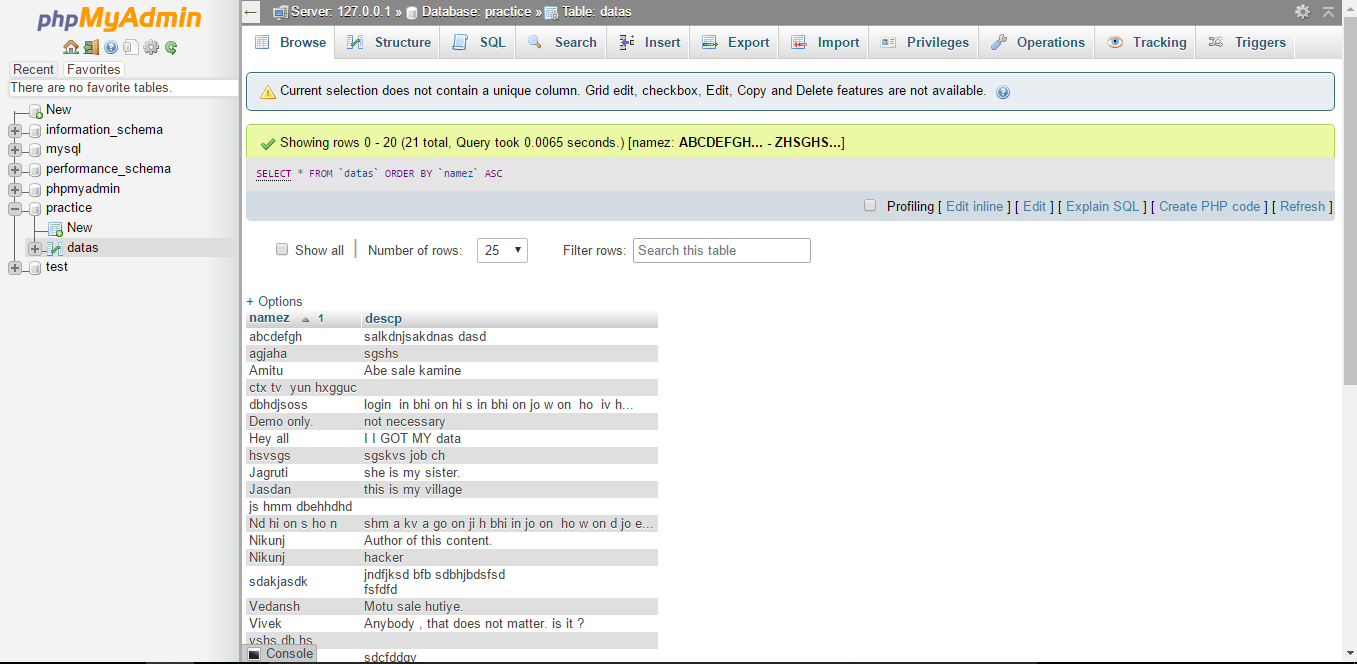 phpMyAdmin
Recent Favorites
There are no favorite tables.
New
information_schema
mysql
performance_schema
phpmyadmin
practice
New
datas
test
Server: 127.0.0.1 » Database: practice » Table: datas
Browse Structure SQL Search Insert Export Import Privileges Operations Tracking Triggers
Current selection does not contain a unique column. Grid edit, checkbox, Edit, Copy and Delete features are not available.
Showing rows 0 - 20 (21 total, Query took 0.0065 seconds.) [namez: ABCDEFGH... - ZHSGHS...]
SELECT * FROM `datas` ORDER BY `namez` ASC
Profiling [ Edit inline ] [ Edit ] [ Explain SQL ] [ Create PHP code ] [ Refresh ]
Show all | Number of rows: 25 Filter rows: Search this table
+ Options
namez 1 descp
abcdefgh salkdnjsakdnas dasd
agjaha sgshs
Amitu Abe sale kamine
ctx tv  yun hxgguc
dbhdjsoss login  in bhi on hi s in bhi on jo w on  ho  iv h...
Demo only. not necessary
Hey all I I GOT MY data
hsvsgs sgskvs job ch
Jagruti she is my sister.
Jasdan this is my village
js hmm dbehhdhd
Nd hi on s ho n shm a kv a go on ji h bhi in jo on  ho w on d jo e...
Nikunj Author of this content.
Nikunj hacker
sdakjasdk jndfjksd bfb sdbhjbdsfsd
fsfdfd
Vedansh Motu sale hutiye.
Vivek Anybody , that does not matter. is it ?
vshs dh hs
sdcfddgv
Console